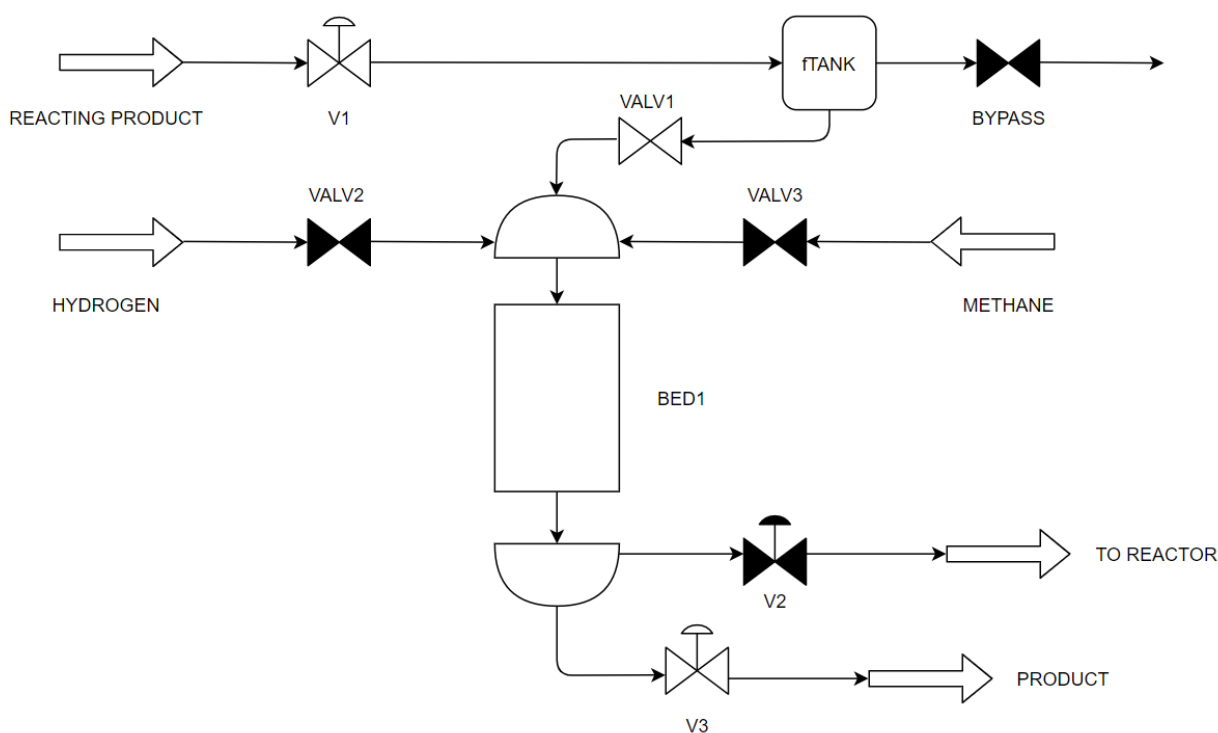 fTANK
VALV1
REACTING PRODUCT
V1
BYPASS
VALV2
VALV3
HYDROGEN
METHANE
BED1
TO REACTOR
V2
PRODUCT
V3